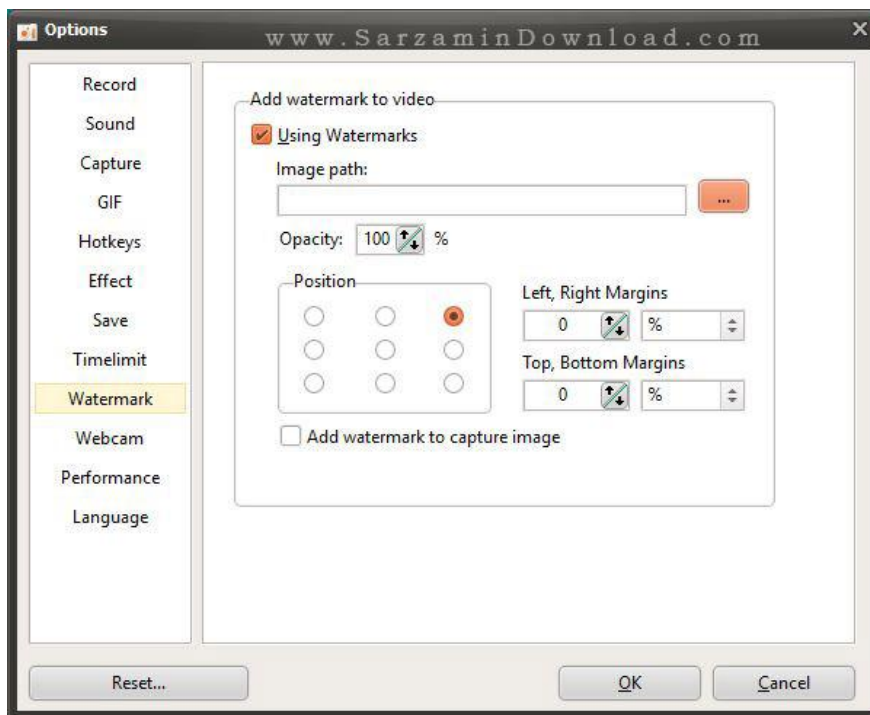 Options
www.SarzaminDownload.com
Record
Sound
Capture
GIF
Hotkeys
Effect
Save
Timelimit
Watermark
Webcam
Performance
Language
Add watermark to video
Using Watermarks
Image path:
...
Opacity: 100 %
Position
Left, Right Margins
0 %
Top, Bottom Margins
0 %
Add watermark to capture image
Reset... OK Cancel